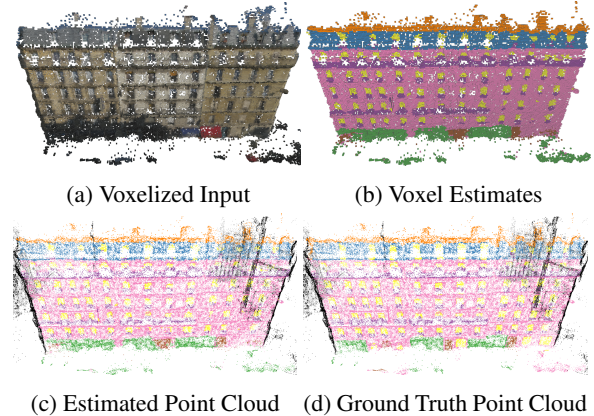 (a) Voxelized Input
(b) Voxel Estimates
(c) Estimated Point Cloud
(d) Ground Truth Point Cloud